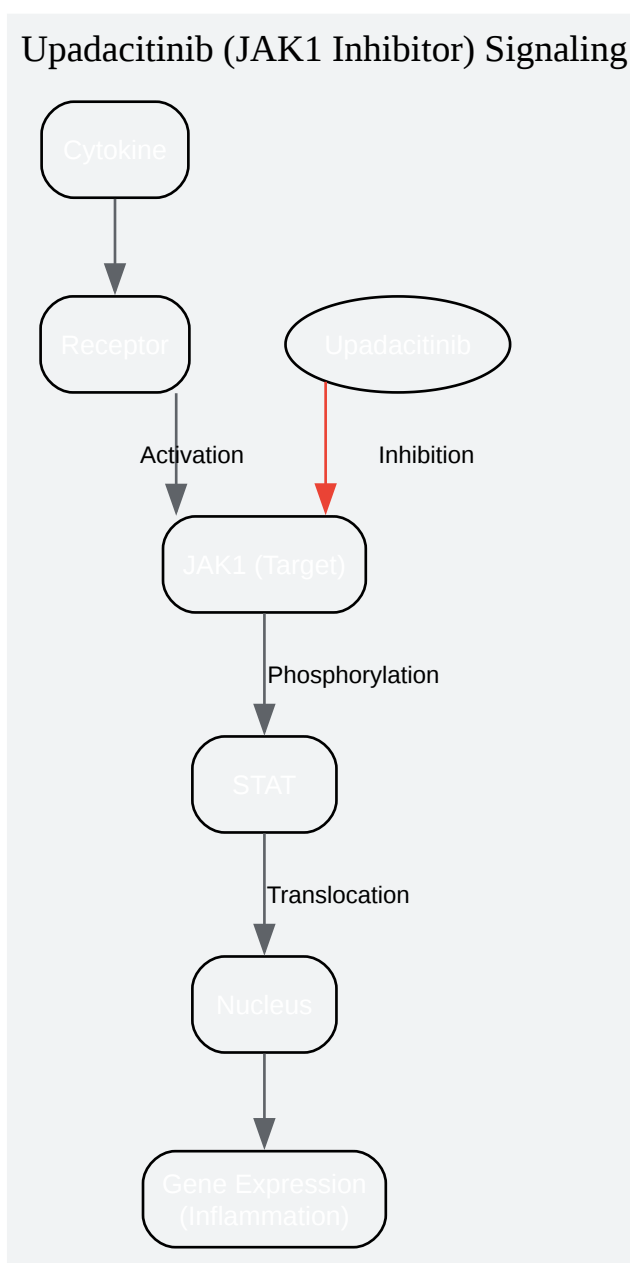 Upadacitinib (JAK1 Inhibitor) Signaling
Cytokine
Receptor
Upadacitinib
Activation
Inhibition
JAK1 (Target)
Phosphorylation
STAT
Translocation
Nucleus
Gene Expression
(Inflammation)